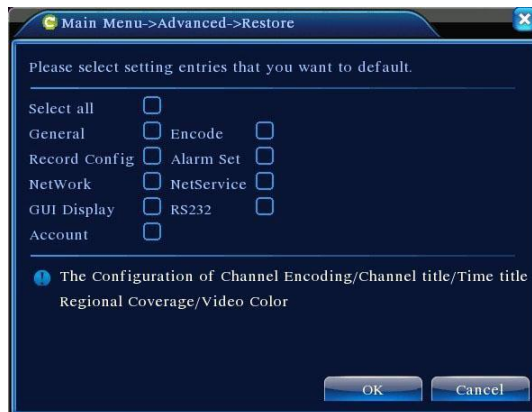 Main Menu->Advanced->Restore
Please select setting entries that you want to default.
Select all
General Encode
Record Config Alarm Set
NetWork NetService
GUI Display RS232
Account
The Configuration of Channel Encoding/Channel title/Time title
Regional Coverage/Video Color
OK Cancel